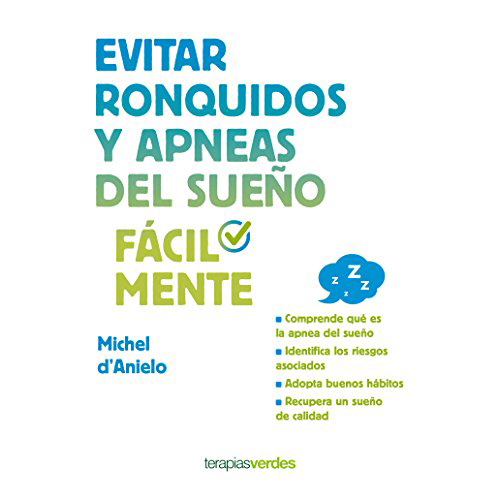 EVITAR
RONQUIDOS
Y APNEAS
DEL SUEÑO
FÁCIL
MENTE
z z z z
Michel
d'Anielo
Comprende qué es
la apnea del sueño
Identifica los riesgos
asociados
Adopta buenos hábitos
Recupera un sueño
de calidad
terapiasverdes